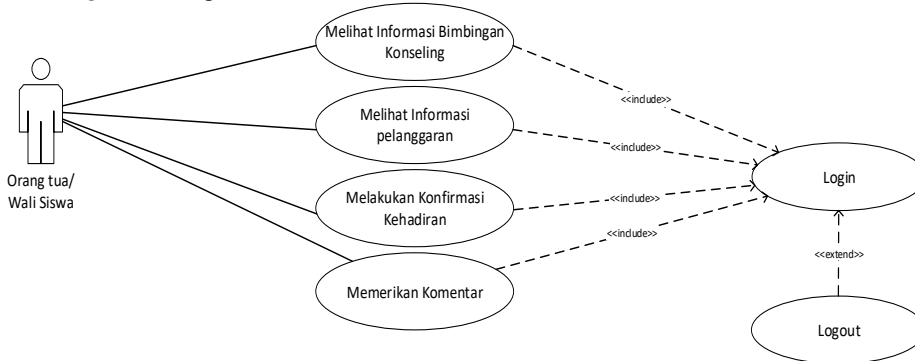 Melihat Informasi Bimbingan
Konseling
Melihat Informasi
pelanggaran
Melakukan Konfirmasi
Kehadiran
Memerikan Komentar
Orang tua/
Wali Siswa
<<include>>
<<include>>
<<include>>
<<include>>
Login
<<extend>>
Logout